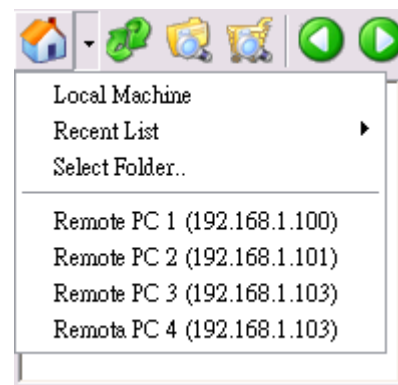 Local Machine
Recent List
Select Folder..
Remote PC 1 (192.168.1.100)
Remote PC 2 (192.168.1.101)
Remote PC 3 (192.168.1.103)
Remota PC 4 (192.168.1.103)